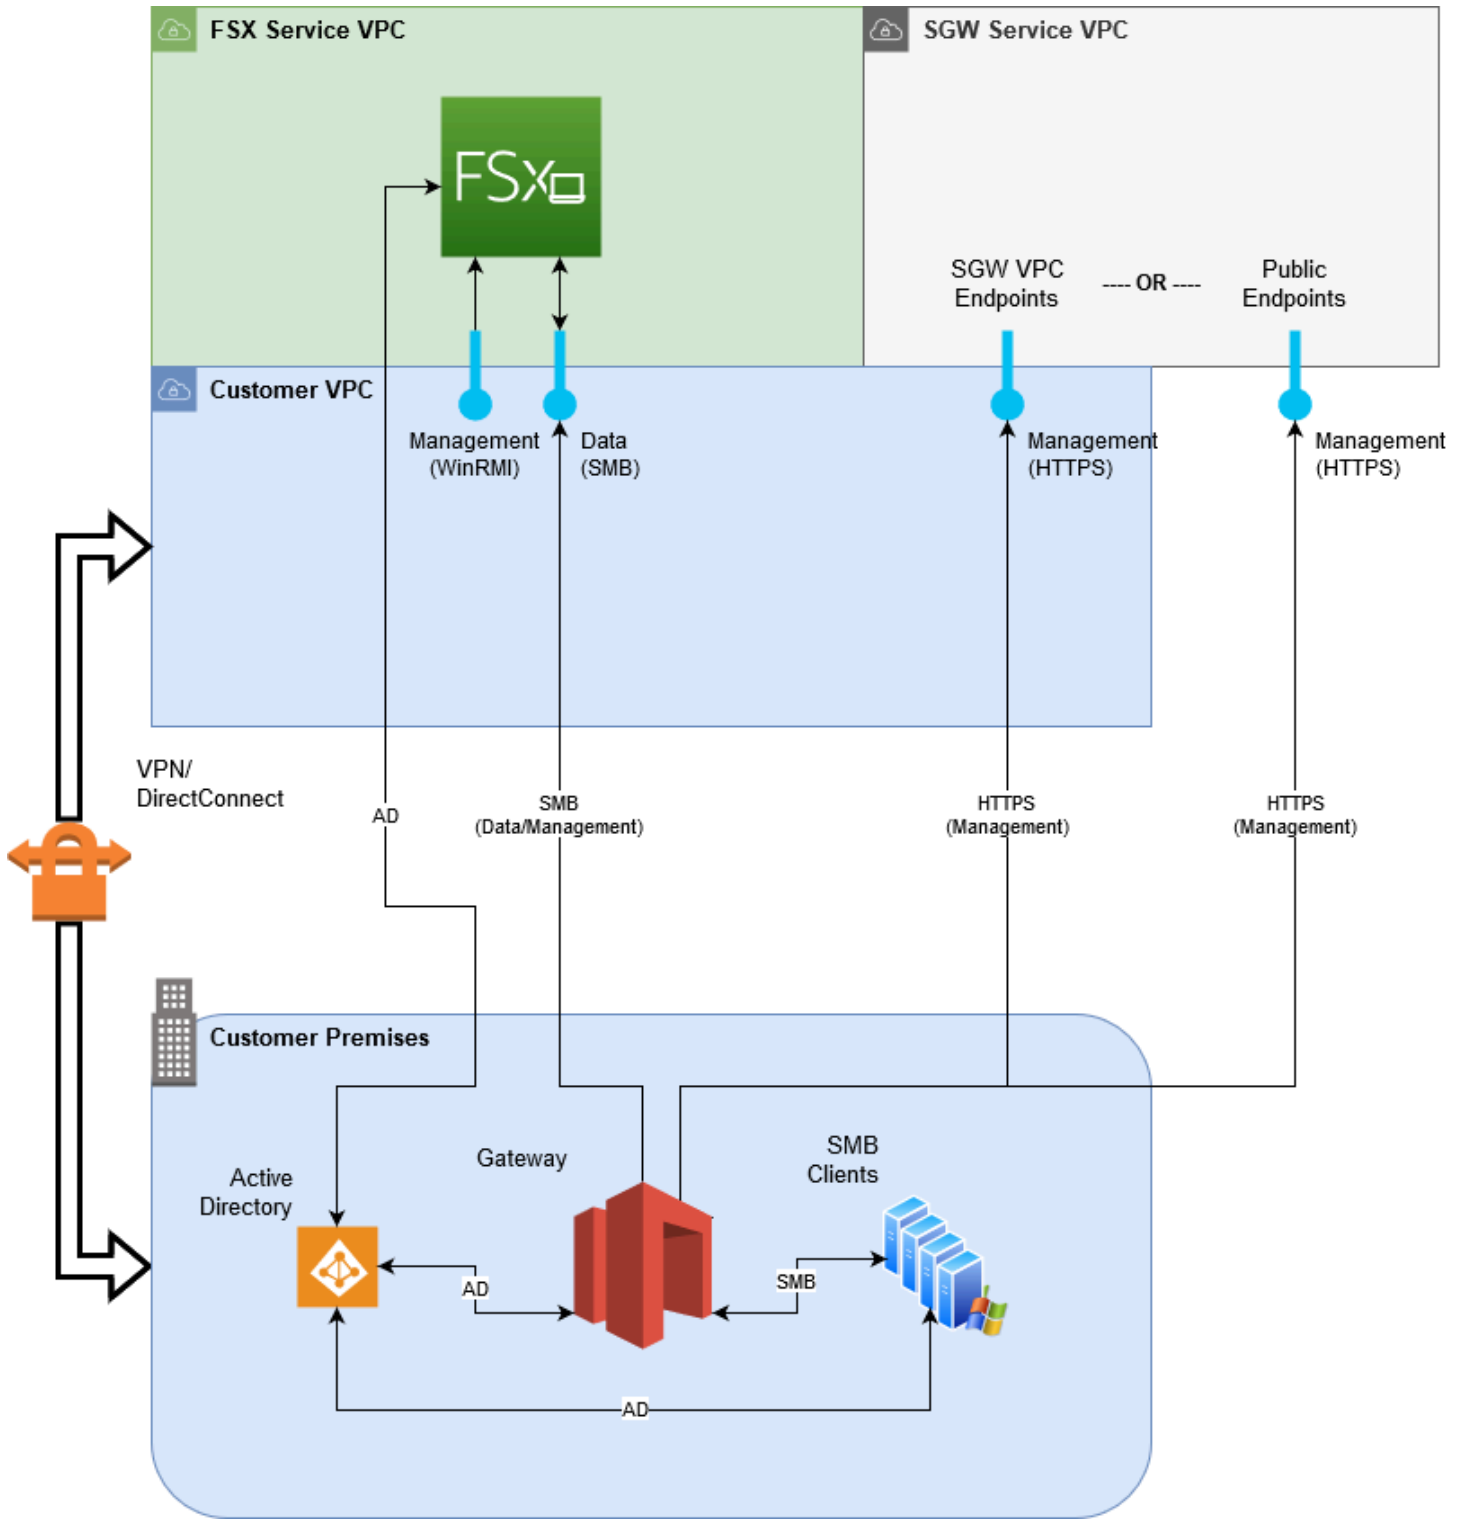 FSX Service VPC
SGW Service VPC
FSx
SGW VPC
Endpoints
---- OR ----
Public
Endpoints
Customer VPC
Management
(WinRMI)
Data
(SMB)
Management
(HTTPS)
Management
(HTTPS)
VPN/
DirectConnect
AD
SMB
(Data/Management)
HTTPS
(Management)
HTTPS
(Management)
Customer Premises
Active
Directory
Gateway
SMB
Clients
AD
SMB
AD